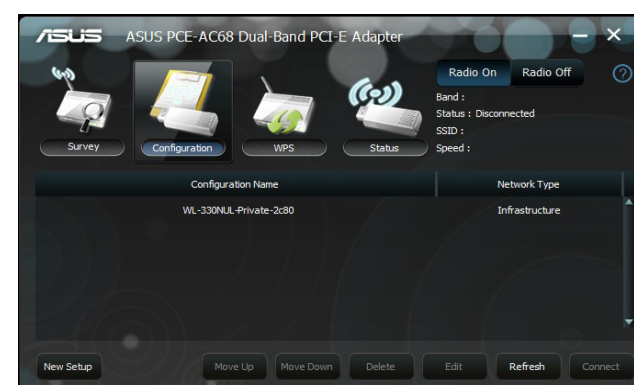 ASUS ASUS PCE-AC68 Dual-Band PCI-E Adapter
Radio On Radio Off ?
Band :
Status : Disconnected
SSID :
Speed :
Survey Configuration WPS Status
Configuration Name Network Type
WL-330NUL-Private-2c80 Infrastructure
New Setup Move Up Move Down Delete Edit Refresh Connect